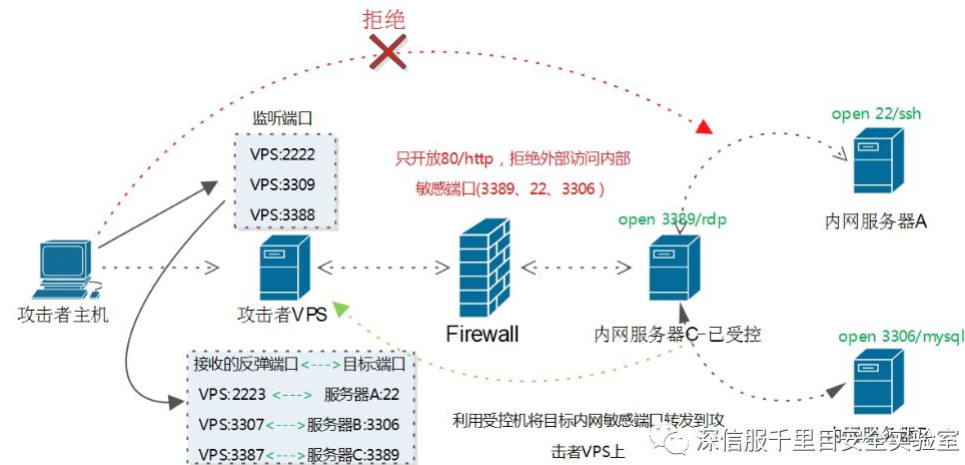 拒绝
监听端口
VPS:2222
VPS:3309
VPS:3388
只开放80/http，拒绝外部访问内部
敏感端口(3389、22、3306）
open 22/ssh
内网服务器A
open 3389/rdp
攻击者主机
攻击者VPS
Firewall
内网服务器C-已受控
open 3306/mysql
接收的反弹端口<--->目标:端口
VPS:2223 <---> 服务器A:22
VPS:3307<--->服务器B:3306
VPS:3387<--->服务器C:3389
利用受控机将目标内网敏感端口转发到攻
击者VPS上
内网服务器B
深信服千里目安全实验室